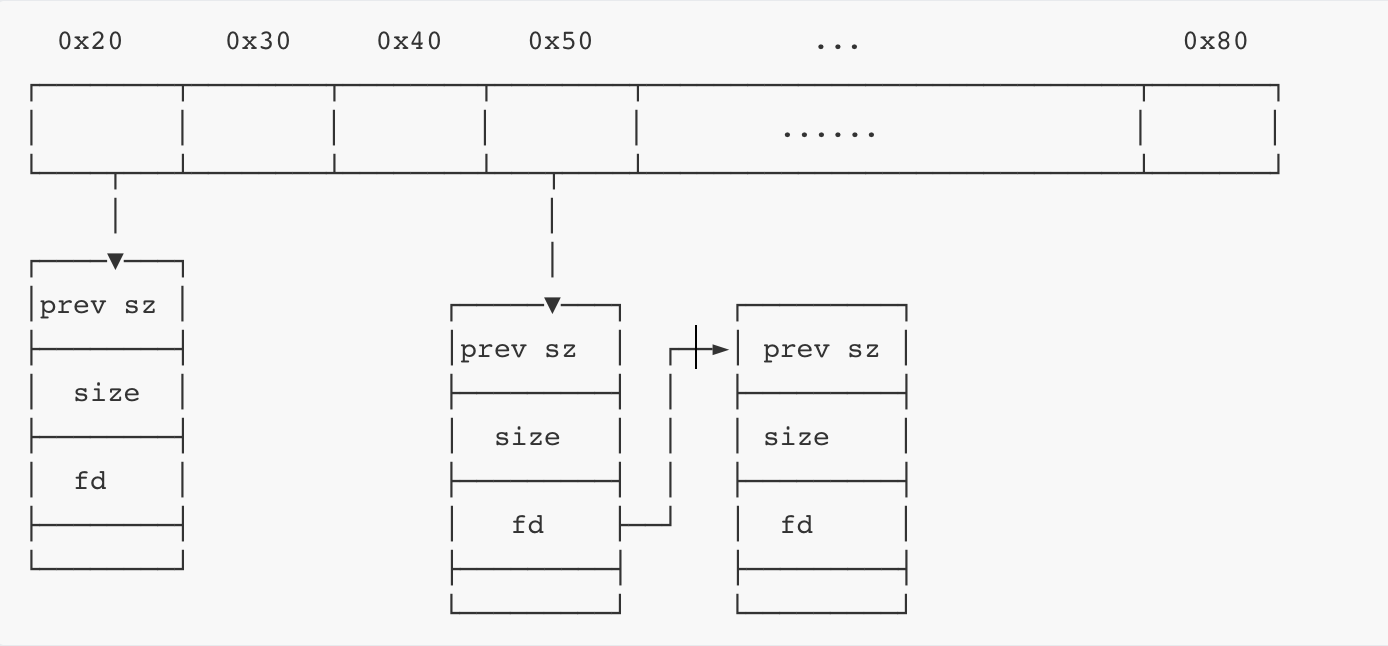 0x20 0x30 0x40 0x50 ... 0x80
......
prev sz
prev sz prev sz
size
size size
fd
fd fd